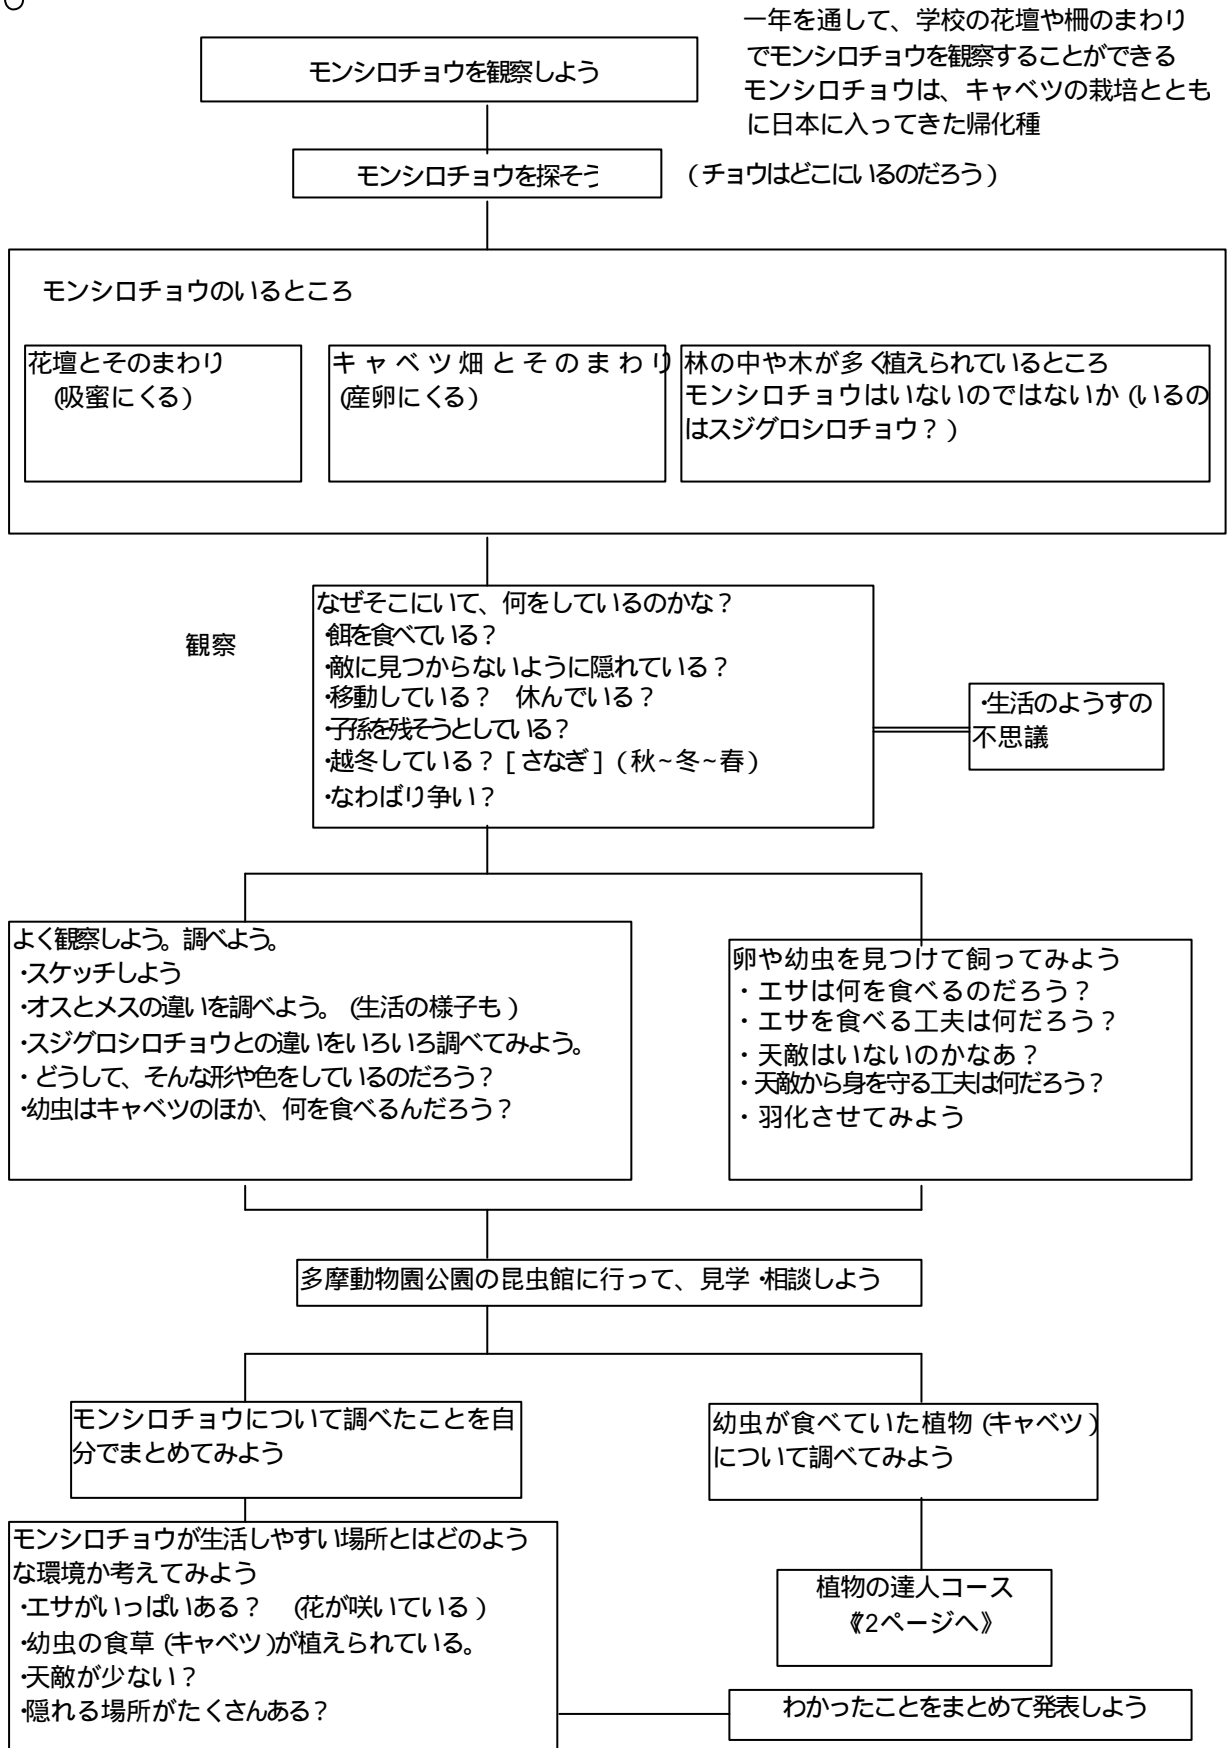 一年を通して、学校の花壇や柵のまわり
でモンシロチョウを観察することができる
モンシロチョウは、キャベツの栽培ととも
に日本に入ってきた帰化種
モンシロチョウを観察しよう
モンシロチョウを探そう
(チョウはどこにいるのだろう)
モンシロチョウのいるところ
花壇とそのまわり
(吸蜜にくる)
キャベツ畑とそのまわり
(産卵にくる)
林の中や木が多く植えられているところ
モンシロチョウはいないのではないか(いるの
はスジグロシロチョウ?)
観察
なぜそこにいて、何をしているのかな?
・餌を食べている?
・敵に見つからないように隠れている?
・移動している? 休んでいる?
・子孫を残そうとしている?
・越冬している?[さなぎ](秋~冬~春)
・なわばり争い?
・生活のようすの
不思議
よく観察しよう。調べよう。
・スケッチしよう
・オスとメスの違いを調べよう。(生活の様子も)
・スジグロシロチョウとの違いをいろいろ調べてみよう。
・どうして、そんな形や色をしているのだろう?
・幼虫はキャベツのほか、何を食べるんだろう?
卵や幼虫を見つけて飼ってみよう
・エサは何を食べるのだろう?
・エサを食べる工夫は何だろう?
・天敵はいないのかなあ?
・天敵から身を守る工夫は何だろう?
・羽化させてみよう
多摩動物園公園の昆虫館に行って、見学・相談しよう
モンシロチョウについて調べたことを自
分でまとめてみよう
幼虫が食べていた植物(キャベツ)
について調べてみよう
モンシロチョウが生活しやすい場所とはどのよう
な環境か考えてみよう
・エサがいっぱいある? (花が咲いている)
・幼虫の食草(キャベツ)が植えられている。
・天敵が少ない?
・隠れる場所がたくさんある?
植物の達人コース
《2ページへ》
わかったことをまとめて発表しよう